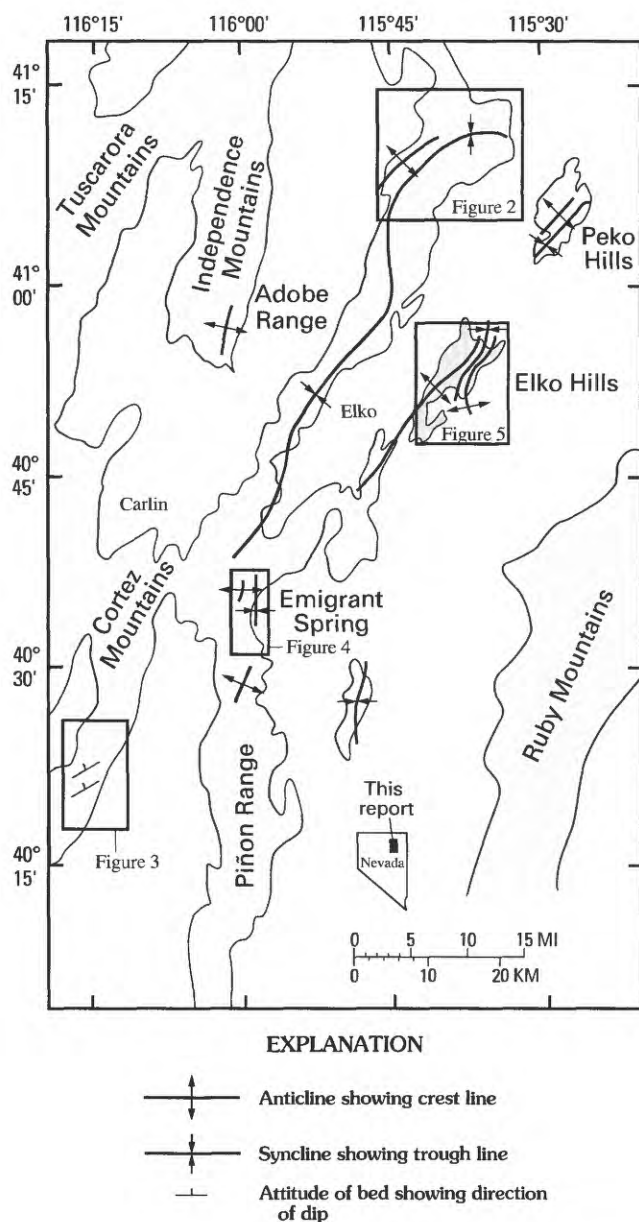 116°15' 116°00' 115°45' 115°30'
41°
15'
Tuscarora
Mountains
Independence
Mountains
Figure 2
Peko
Hills
41°
00'
Adobe
Range
Elko Hills
Elko
Figure 5
40°
45'
Carlin
Cortez
Mountains
Emigrant
Spring
Figure 4
40°
30'
Ruby Mountains
Piñon Range
This
report
Nevada
Figure 3
40°
15'
0 5 10 15 MI
0 10 20 KM
EXPLANATION
Anticline showing crest line
Syncline showing trough line
Attitude of bed showing direction
of dip